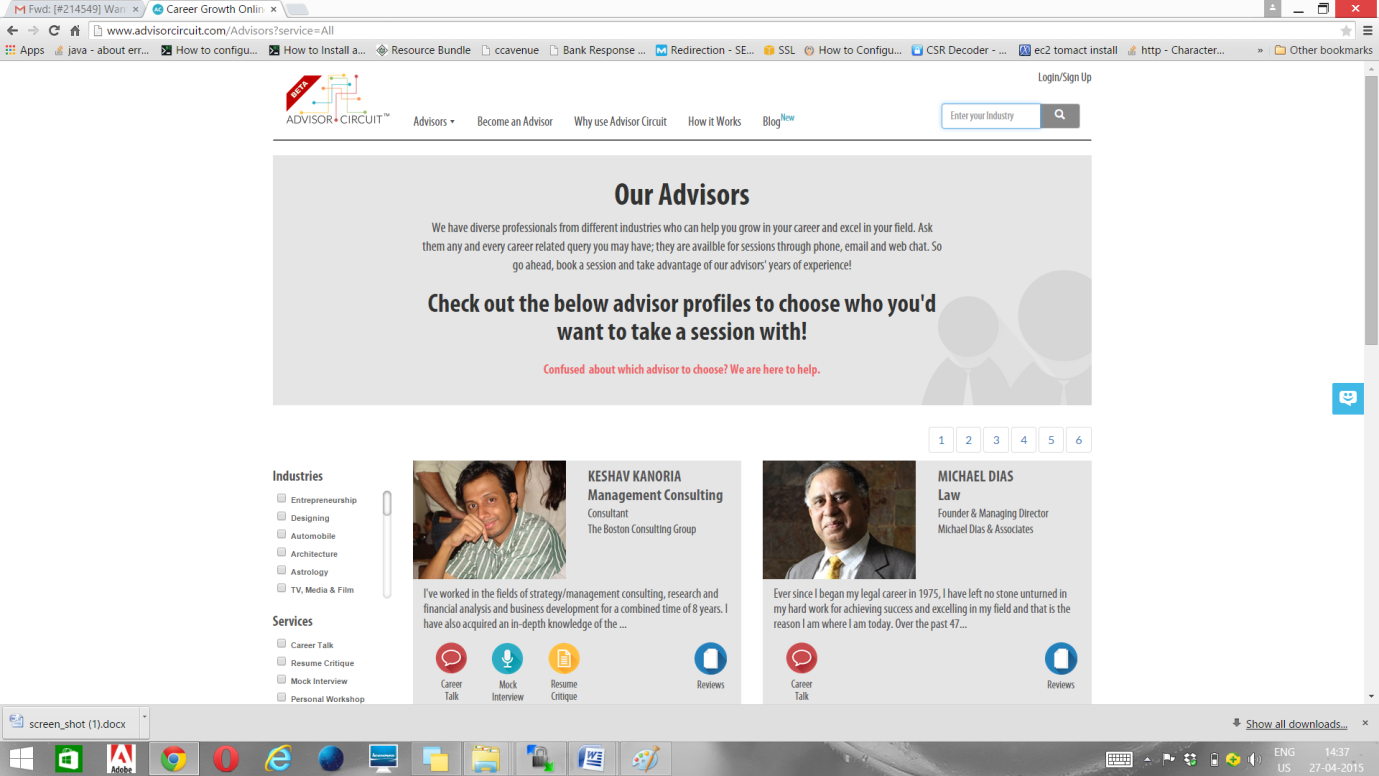 Fwd: [#214549] Wan
Career Growth Onlin
www.advisorcircuit.com/Advisors?service=All
Apps
java - about err...
How to configu...
How to Install a...
Resource Bundle
ccavenue
Bank Response ...
Redirection - SE...
SSL
How to Configu...
CSR Decoder - ...
ec2 tomact install
http - Character...
»
Other bookmarks
Login/Sign Up
BETA
ADVISOR CIRCUIT™
Advisors
Become an Advisor
Why use Advisor Circuit
How it Works
Blog New
Enter your Industry
Our Advisors
We have diverse professionals from different industries who can help you grow in your career and excel in your field. Ask
them any and every career related query you may have; they are availble for sessions through phone, email and web chat. So
go ahead, book a session and take advantage of our advisors' years of experience!
Check out the below advisor profiles to choose who you'd
want to take a session with!
Confused about which advisor to choose? We are here to help.
1 2 3 4 5 6
Industries
Entrepreneurship
Designing
Automobile
Architecture
Astrology
TV, Media & Film
Services
Career Talk
Resume Critique
Mock Interview
Personal Workshop
KESHAV KANORIA
Management Consulting
Consultant
The Boston Consulting Group
I've worked in the fields of strategy/management consulting, research and
financial analysis and business development for a combined time of 8 years. I
have also acquired an in-depth knowledge of the ...
Career
Talk
Mock
Interview
Resume
Critique
Reviews
MICHAEL DIAS
Law
Founder & Managing Director
Michael Dias & Associates
Ever since I began my legal career in 1975, I have left no stone unturned in
my hard work for achieving success and excelling in my field and that is the
reason I am where I am today. Over the past 47...
Career
Talk
Reviews
screen_shot (1).docx
Show all downloads...
Adobe
ENG
US
14:37
27-04-2015